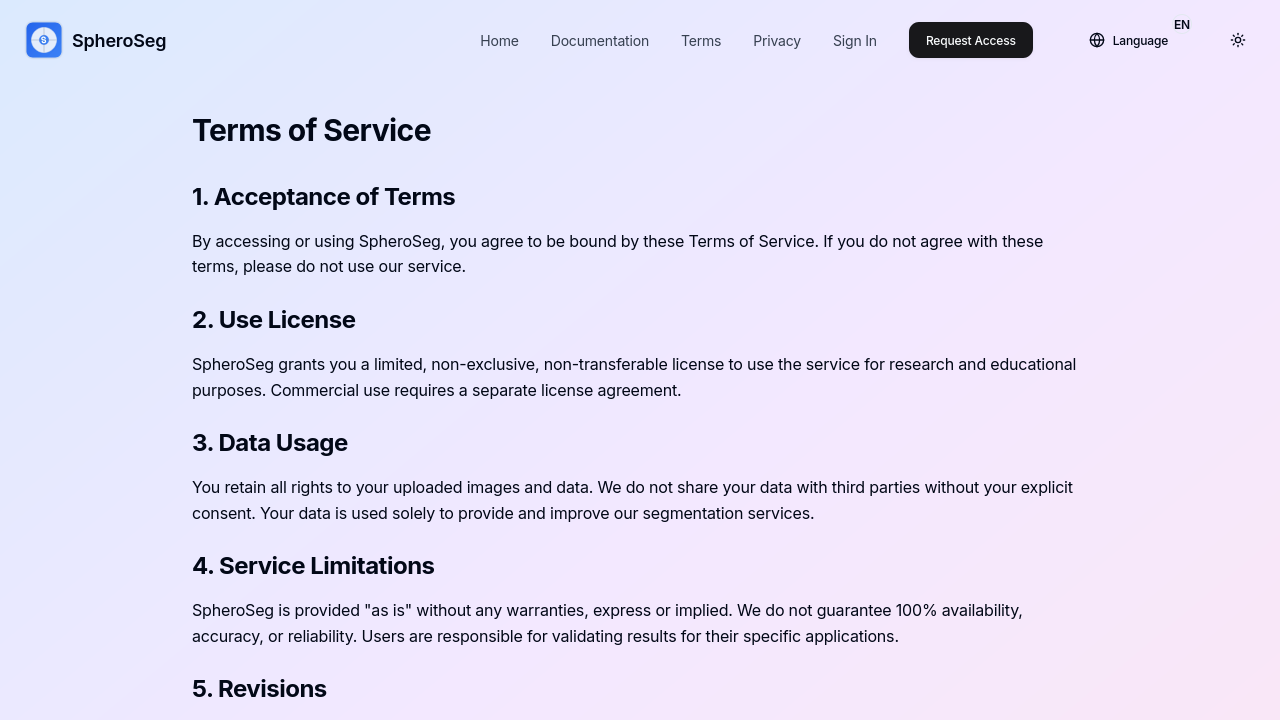 SpheroSeg
Home
Documentation
Terms
Privacy
Sign In
Request Access
Language
EN
Terms of Service
1. Acceptance of Terms
By accessing or using SpheroSeg, you agree to be bound by these Terms of Service. If you do not agree with these
terms, please do not use our service.
2. Use License
SpheroSeg grants you a limited, non-exclusive, non-transferable license to use the service for research and educational
purposes. Commercial use requires a separate license agreement.
3. Data Usage
You retain all rights to your uploaded images and data. We do not share your data with third parties without your explicit
consent. Your data is used solely to provide and improve our segmentation services.
4. Service Limitations
SpheroSeg is provided "as is" without any warranties, express or implied. We do not guarantee 100% availability,
accuracy, or reliability. Users are responsible for validating results for their specific applications.
5. Revisions